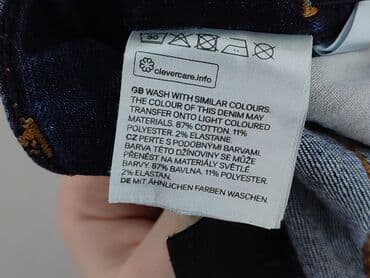 30
clevercare.info
GB WASH WITH SIMILAR COLOURS.
THE COLOUR OF THIS DENIM MAY
TRANSFER ONTO LIGHT COLOURED
MATERIALS. 87% COTTON. 11%
POLYESTER. 2% ELASTANE.
CZ PERTE S PODOBNÝMI BARVAMI.
BARVA TÉTO DŽÍNOVINY SE MŮŽE
PŘENÉST NA MATERIÁLY SVĚTLÉ
BARVY. 87% BAVLNA. 11% POLYESTER.
2% ELASTAN.
DE MIT ÄHNLICHEN FARBEN WASCHEN.